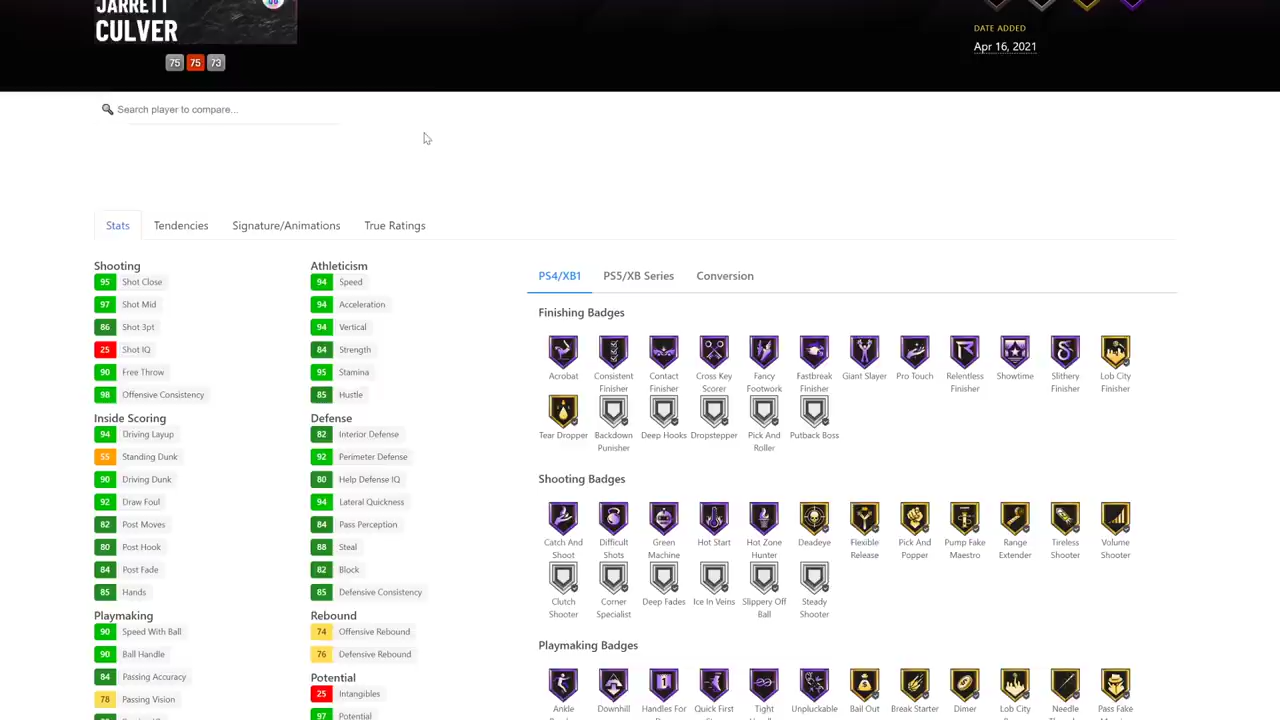 JARRETT
CULVER
75 75 73
DATE ADDED
Apr 16, 2021
Search player to compare...
Stats Tendencies Signature/Animations True Ratings
Shooting
95 Shot Close
97 Shot Mid
86 Shot 3pt
25 Shot IQ
90 Free Throw
98 Offensive Consistency
Inside Scoring
94 Driving Layup
55 Standing Dunk
90 Driving Dunk
92 Draw Foul
82 Post Moves
80 Post Hook
84 Post Fade
85 Hands
Playmaking
90 Speed With Ball
90 Ball Handle
84 Passing Accuracy
78 Passing Vision
Athleticism
94 Speed
94 Acceleration
94 Vertical
84 Strength
95 Stamina
85 Hustle
Defense
82 Interior Defense
92 Perimeter Defense
80 Help Defense IQ
94 Lateral Quickness
84 Pass Perception
88 Steal
82 Block
85 Defensive Consistency
Rebound
74 Offensive Rebound
76 Defensive Rebound
Potential
25 Intangibles
97 Potential
PS4/XB1 PS5/XB Series Conversion
Finishing Badges
Acrobat Consistent Contact Cross Key Fancy Fastbreak Giant Slayer Pro Touch Relentless Showtime Slithery Lob City
Finisher Finisher Scorer Footwork Finisher Finisher Finisher Finisher
Tear Dropper Backdown Deep Hooks Dropstepper Pick And Putback Boss
Punisher Roller
Shooting Badges
Catch And Difficult Green Hot Start Hot Zone Deadeye Flexible Pick And Pump Fake Range Tireless Volume
Shoot Shots Machine Hunter Release Popper Maestro Extender Shooter Shooter
Clutch Corner Deep Fades Ice In Veins Slippery Off Steady
Shooter Specialist Ball Shooter
Playmaking Badges
Ankle Downhill Handles For Quick First Tight Unpluckable Bail Out Break Starter Dimer Lob City Needle Pass Fake